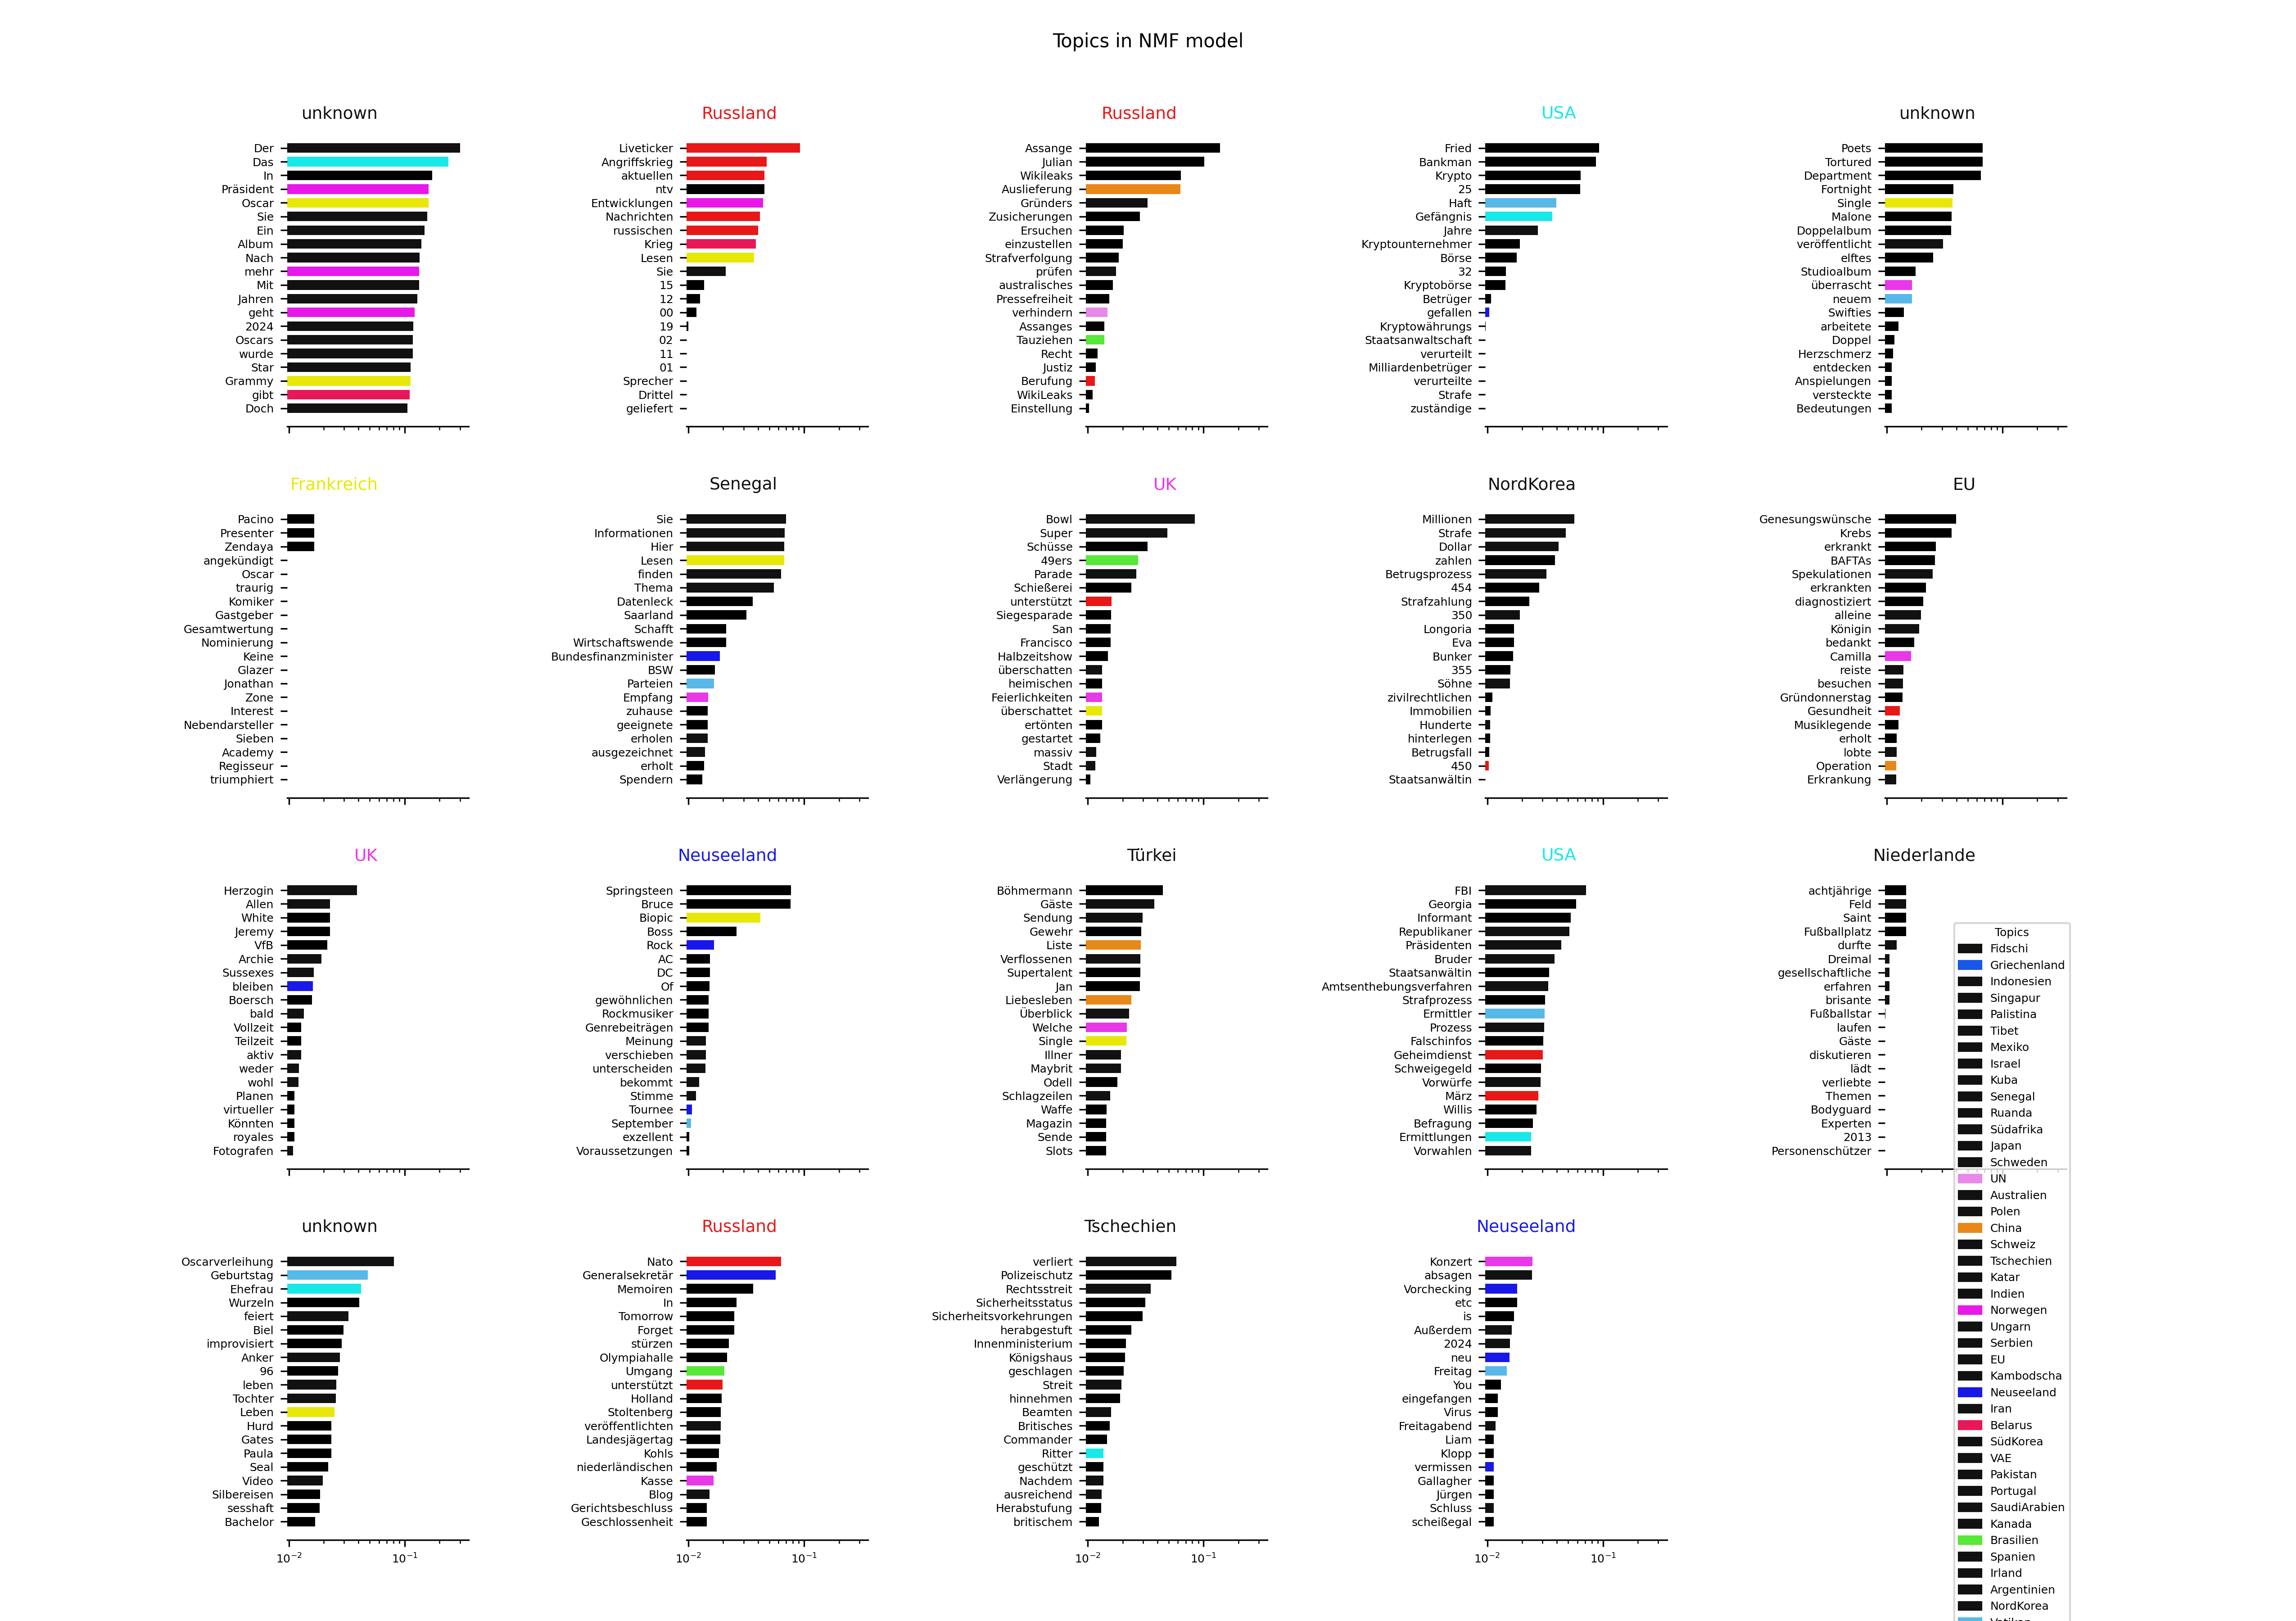 Topics in NMF model
unknown
Der
Das
In
Präsident
Oscar
Sie
Ein
Album
Nach
mehr
Mit
Jahren
geht
2024
Oscars
wurde
Star
Grammy
gibt
Doch
Russland
Liveticker
Angriffskrieg
aktuellen
ntv
Entwicklungen
Nachrichten
russischen
Krieg
Lesen
Sie
15
12
00
19
02
11
01
Sprecher
Drittel
geliefert
Russland
Assange
Julian
Wikileaks
Auslieferung
Gründers
Zusicherungen
Ersuchen
einzustellen
Strafverfolgung
prüfen
australisches
Pressefreiheit
verhindern
Assanges
Tauziehen
Recht
Justiz
Berufung
WikiLeaks
Einstellung
USA
Fried
Bankman
Krypto
25
Haft
Gefängnis
Jahre
Kryptounternehmer
Börse
32
Kryptobörse
Betrüger
gefallen
Kryptowährungs
Staatsanwaltschaft
verurteilt
Milliardenbetrüger
verurteilte
Strafe
zuständige
unknown
Poets
Tortured
Department
Fortnight
Single
Malone
Doppelalbum
veröffentlicht
elftes
Studioalbum
überrascht
neuem
Swifties
arbeitete
Doppel
Herzschmerz
entdecken
Anspielungen
versteckte
Bedeutungen
Frankreich
Pacino
Presenter
Zendaya
angekündigt
Oscar
traurig
Komiker
Gastgeber
Gesamtwertung
Nominierung
Keine
Glazer
Jonathan
Zone
Interest
Nebendarsteller
Sieben
Academy
Regisseur
triumphiert
Senegal
Sie
Informationen
Hier
Lesen
finden
Thema
Datenleck
Saarland
Schafft
Wirtschaftswende
Bundesfinanzminister
BSW
Parteien
Empfang
zuhause
geeignete
erholen
ausgezeichnet
erholt
Spendern
UK
Bowl
Super
Schüsse
49ers
Parade
Schießerei
unterstützt
Siegesparade
San
Francisco
Halbzeitshow
überschatten
heimischen
Feierlichkeiten
überschattet
ertönten
gestartet
massiv
Stadt
Verlängerung
NordKorea
Millionen
Strafe
Dollar
zahlen
Betrugsprozess
454
Strafzahlung
350
Longoria
Eva
Bunker
355
Söhne
zivilrechtlichen
Immobilien
Hunderte
hinterlegen
Betrugsfall
450
Staatsanwältin
EU
Genesungswünsche
Krebs
erkrankt
BAFTAs
Spekulationen
erkrankten
diagnostiziert
alleine
Königin
bedankt
Camilla
reiste
besuchen
Gründonnerstag
Gesundheit
Musiklegende
erholt
lobte
Operation
Erkrankung
UK
Herzogin
Allen
White
Jeremy
VfB
Archie
Sussexes
bleiben
Boersch
bald
Vollzeit
Teilzeit
aktiv
weder
wohl
Planen
virtueller
Könnten
royales
Fotografen
Neuseeland
Springsteen
Bruce
Biopic
Boss
Rock
AC
DC
Of
gewöhnlichen
Rockmusiker
Genrebeiträgen
Meinung
verschieben
unterscheiden
bekommt
Stimme
Tournee
September
exzellent
Voraussetzungen
Türkei
Böhmermann
Gäste
Sendung
Gewehr
Liste
Verflossenen
Supertalent
Jan
Liebesleben
Überblick
Welche
Single
Illner
Maybrit
Odell
Schlagzeilen
Waffe
Magazin
Sende
Slots
USA
FBI
Georgia
Informant
Republikaner
Präsidenten
Bruder
Staatsanwältin
Amtsenthebungsverfahren
Strafprozess
Ermittler
Prozess
Falschinfos
Geheimdienst
Schweigegeld
Vorwürfe
März
Willis
Befragung
Ermittlungen
Vorwahlen
Niederlande
achtjährige
Feld
Saint
Fußballplatz
durfte
Dreimal
gesellschaftliche
erfahren
brisante
Fußballstar
laufen
Gäste
diskutieren
lädt
verliebte
Themen
Bodyguard
Experten
2013
Personenschützer
unknown
Oscarverleihung
Geburtstag
Ehefrau
Wurzeln
feiert
Biel
improvisiert
Anker
96
leben
Tochter
Leben
Hurd
Gates
Paula
Seal
Video
Silbereisen
sesshaft
Bachelor
10⁻² 10⁻¹
Russland
Nato
Generalsekretär
Memoiren
In
Tomorrow
Forget
stürzen
Olympiahalle
Umgang
unterstützt
Holland
Stoltenberg
veröffentlichten
Landesjägertag
Kohls
niederländischen
Kasse
Blog
Gerichtsbeschluss
Geschlossenheit
10⁻² 10⁻¹
Tschechien
verliert
Polizeischutz
Rechtsstreit
Sicherheitsstatus
Sicherheitsvorkehrungen
herabgestuft
Innenministerium
Königshaus
geschlagen
Streit
hinnehmen
Beamten
Britisches
Commander
Ritter
geschützt
Nachdem
ausreichend
Herabstufung
britischem
10⁻² 10⁻¹
Neuseeland
Konzert
absagen
Vorchecking
etc
is
Außerdem
2024
neu
Freitag
You
eingefangen
Virus
Freitagabend
Liam
Klopp
vermissen
Gallagher
Jürgen
Schluss
scheißegal
10⁻² 10⁻¹
Topics
Fidschi
Griechenland
Indonesien
Singapur
Palistina
Tibet
Mexiko
Israel
Kuba
Senegal
Ruanda
Südafrika
Japan
Schweden
UN
Australien
Polen
China
Schweiz
Tschechien
Katar
Indien
Norwegen
Ungarn
Serbien
EU
Kambodscha
Neuseeland
Iran
Belarus
SüdKorea
VAE
Pakistan
Portugal
SaudiArabien
Kanada
Brasilien
Spanien
Irland
Argentinien
NordKorea